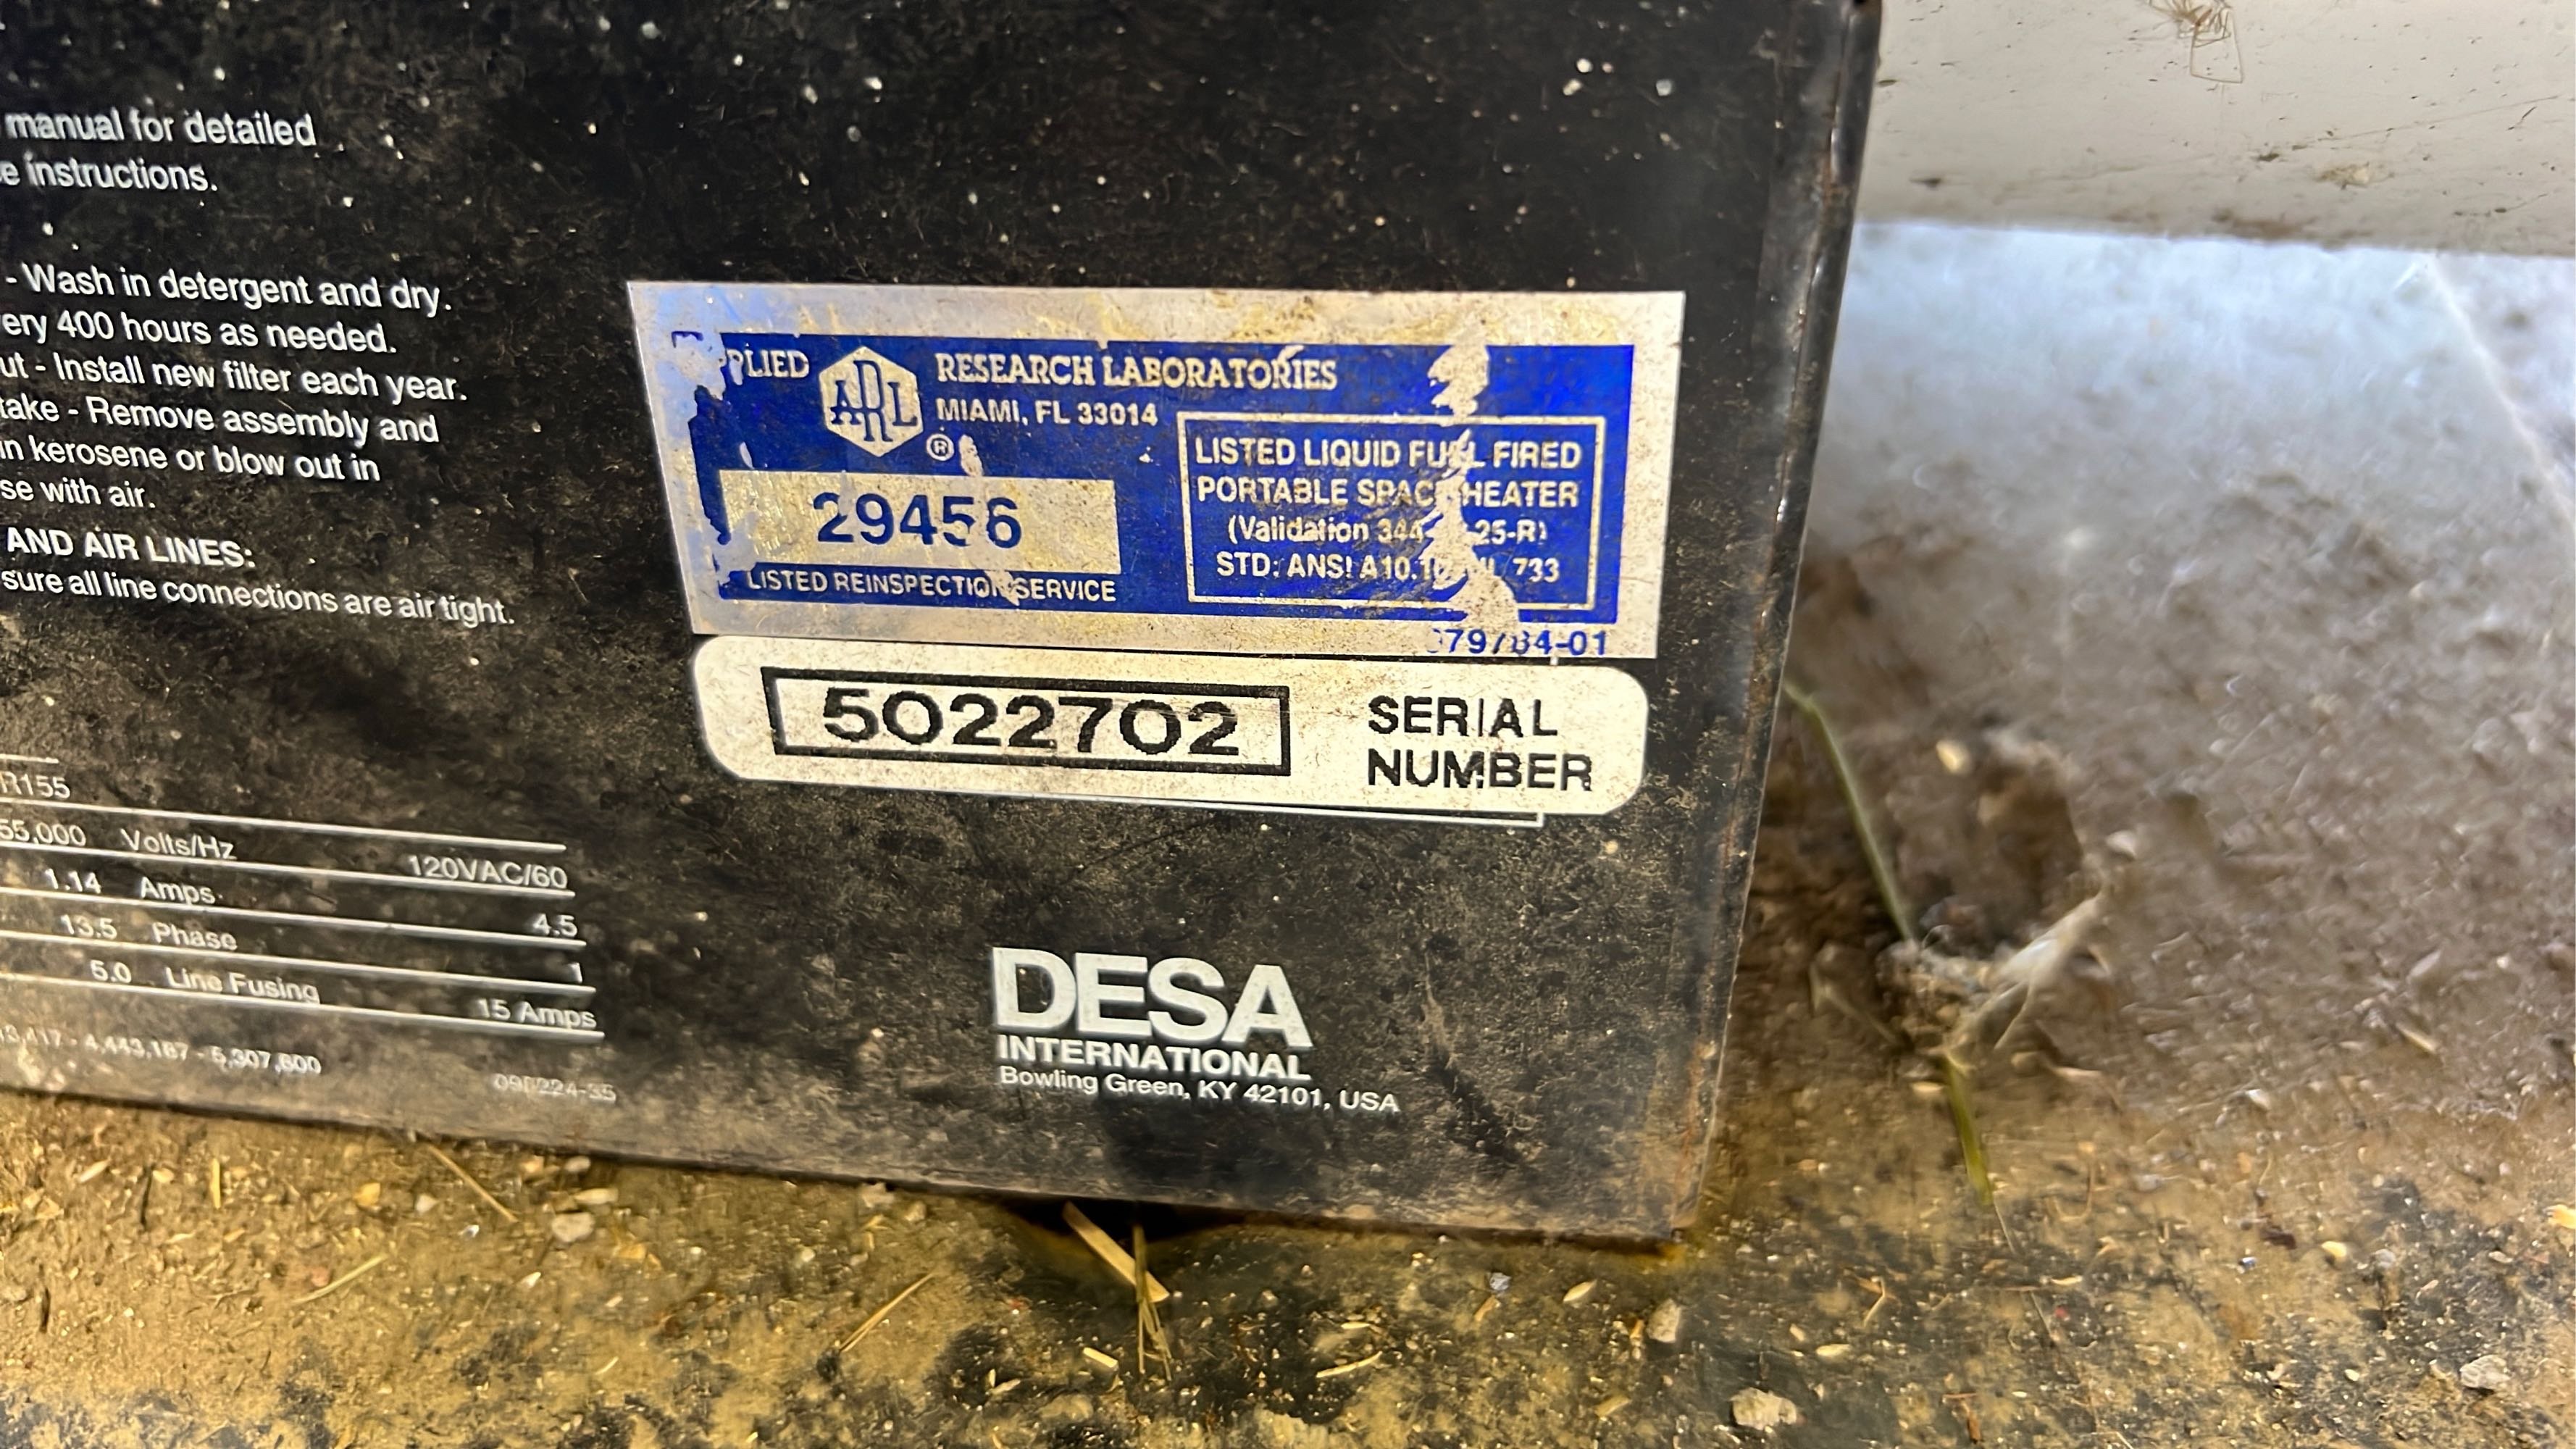 manual for detailed
e instructions.
- Wash in detergent and dry.
ery 400 hours as needed.
ut - Install new filter each year.
take - Remove assembly and
in kerosene or blow out in
se with air.
AND AIR LINES:
sure all line connections are air tight.
R155
55,000 Volts/Hz 120VAC/60
1.14 Amps 4.5
13.5 Phase 1
5.0 Line Fusing 15 Amps
4,443,167 - 5,307,600
PLIED ARL RESEARCH LABORATORIES
®
MIAMI, FL 33014
29456
LISTED REINSPECTION SERVICE
LISTED LIQUID FUEL FIRED
PORTABLE SPACE HEATER
(Validation 344 25-R)
STD: ANSI A10.1 733
5022702
SERIAL
NUMBER
DESA
INTERNATIONAL
Bowling Green, KY 42101, USA